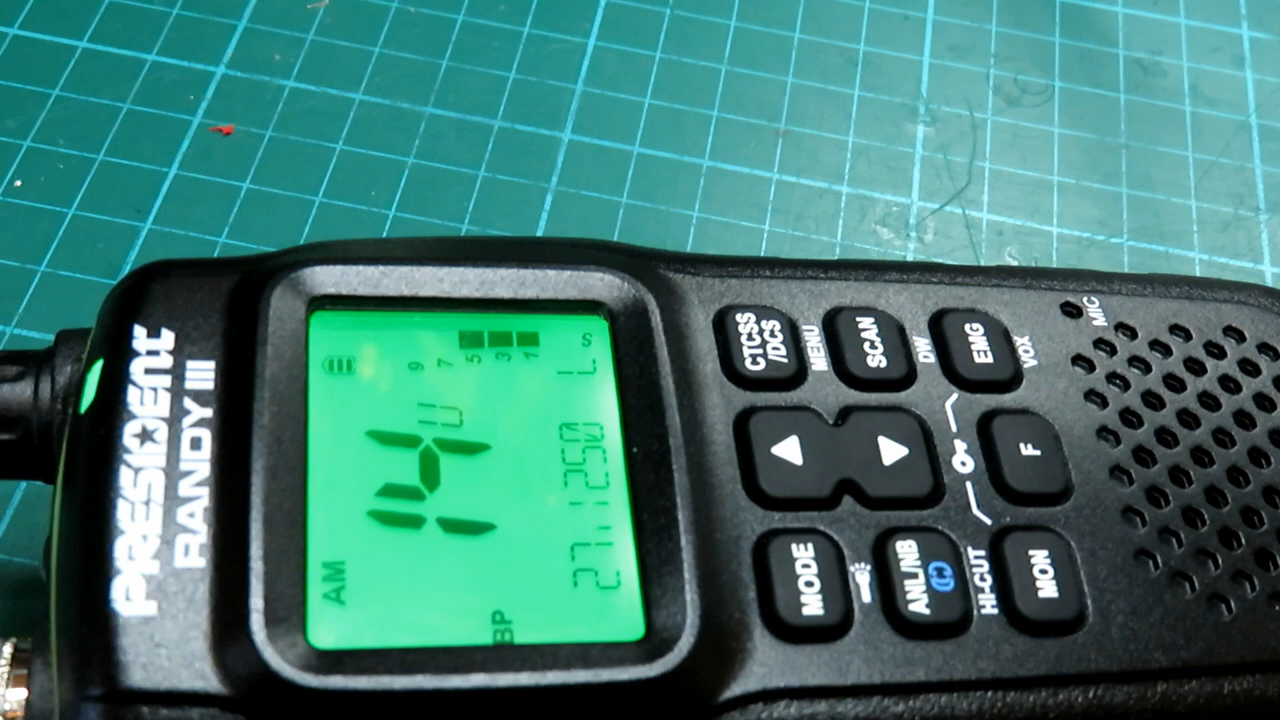 PRESIDENT
RANDY III
AM
14
U
9
7
5
3
1
BP
27.1250
L
S
MODE
CTCSS
/DCS
MENU
ANL/NB
SCAN
DW
HI-CUT
MON
F
EMG
VOX
MIC